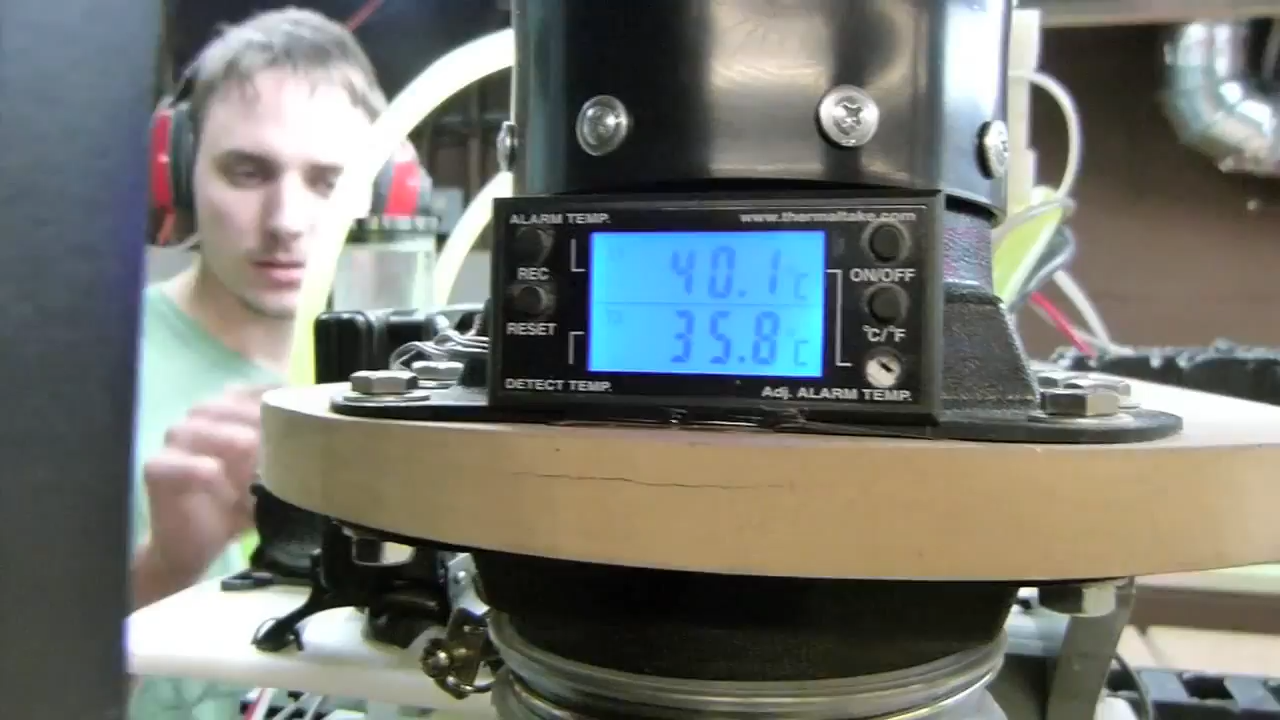 ALARM TEMP. www.thermaltake.com
REC ON/OFF
40.1 °C
RESET °C/°F
35.8 °C
DETECT TEMP. Adj. ALARM TEMP.